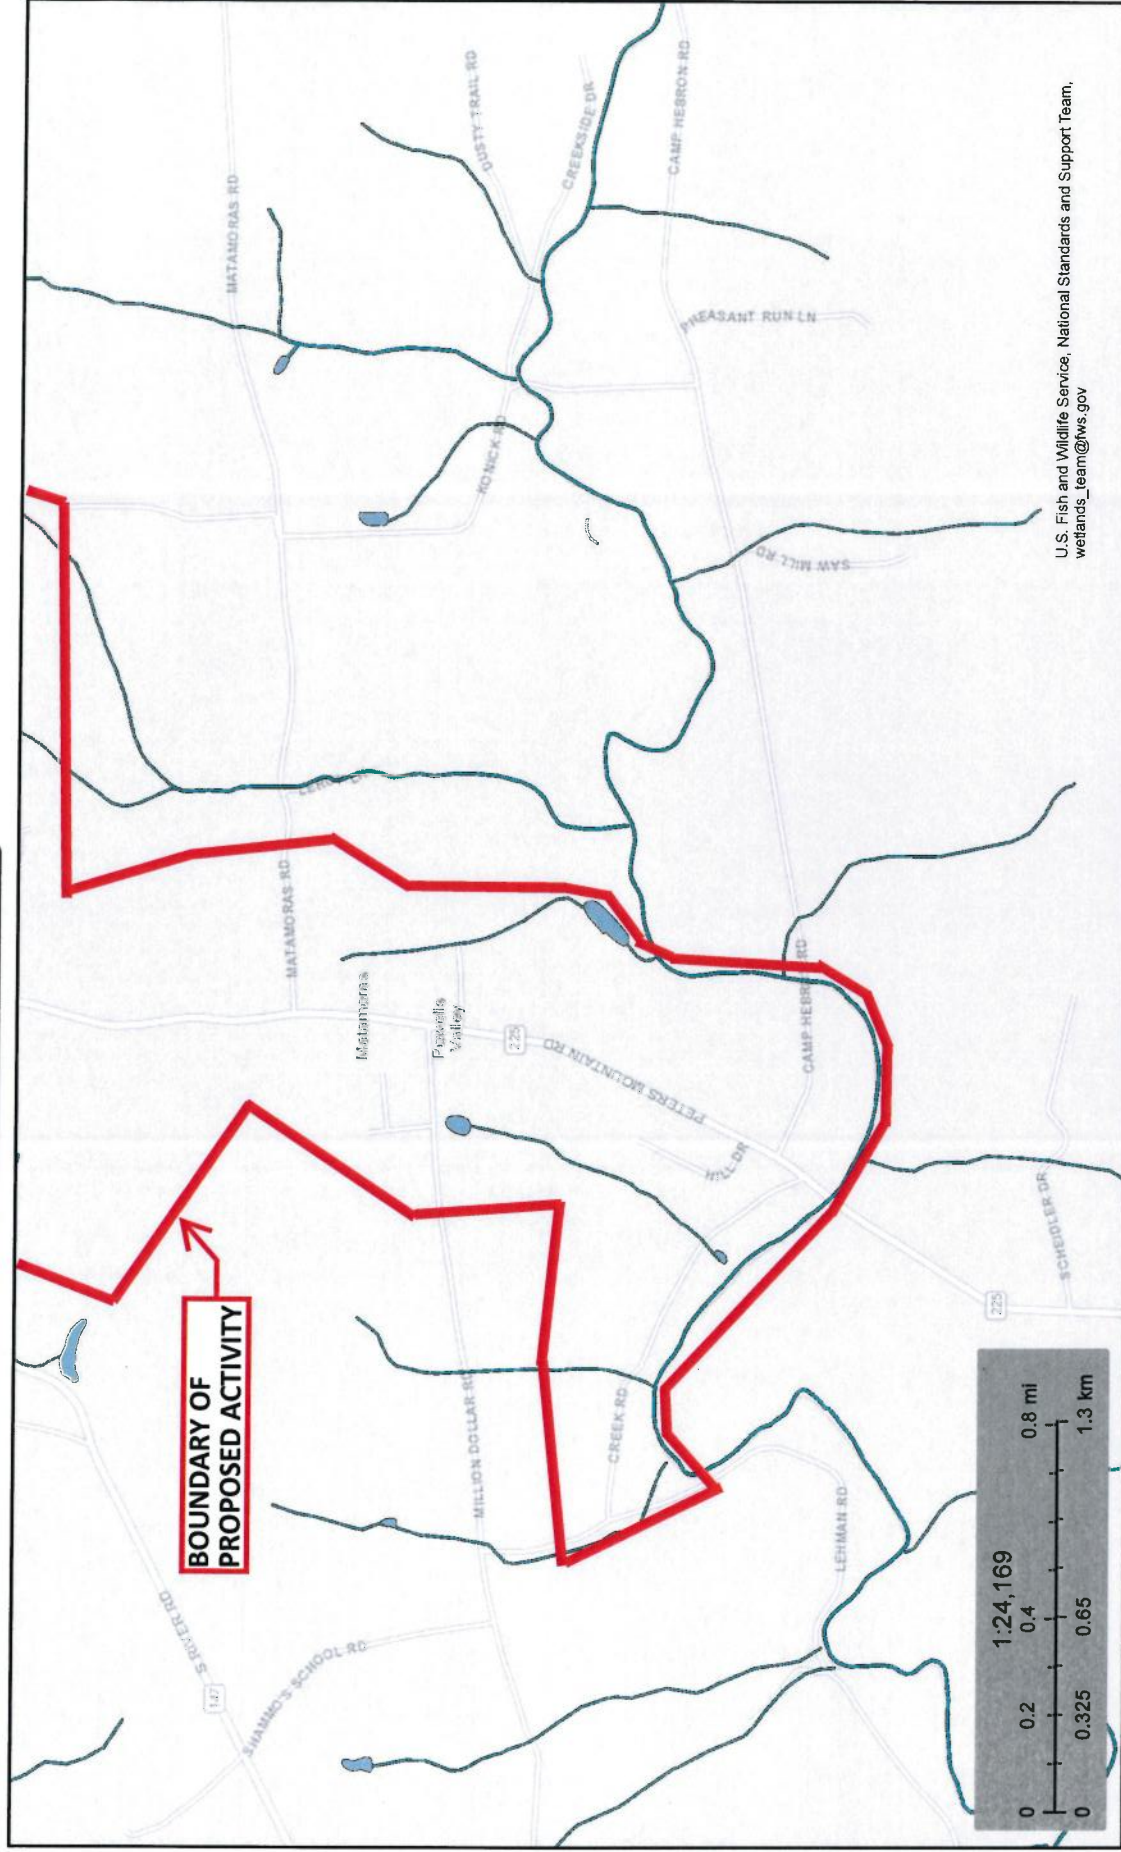 MATAMORAS RD
DUSTY TRAIL RD
CREEKSIDE DR
CAMP HEBRON RD
PHEASANT RUN LN
KONICK RD
SAW MILL RD
MATAMORAS RD
Matamoras
Powells
Valley
225
PETERS MOUNTAIN RD
CAMP HEBRON RD
HILL DR
SCHEIDLER DR
225
BOUNDARY OF
PROPOSED ACTIVITY
MILLION DOLLAR RD
CREEK RD
LEHMAN RD
S RIVER RD
147
SHAMMO'S SCHOOL RD
1:24,169
0 0.2 0.4 0.8 mi
0 0.325 0.65 1.3 km
U.S. Fish and Wildlife Service, National Standards and Support Team,
wetlands_team@fws.gov